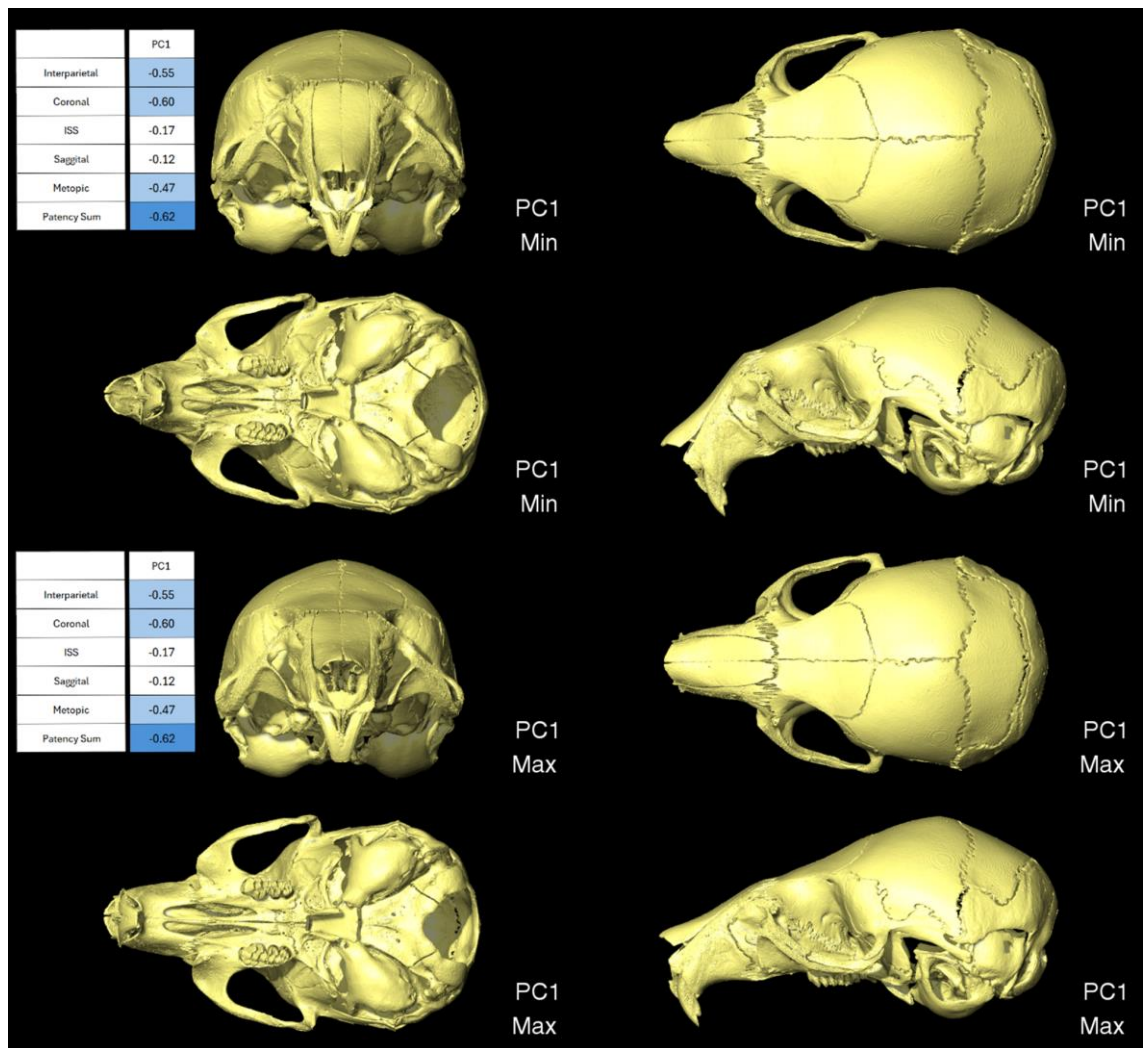 PC1
Interparietal -0.55
Coronal -0.60
ISS -0.17
Saggital -0.12
Metopic -0.47
Patency Sum -0.62
PC1
Min
PC1
Min
PC1
Min
PC1
Min
PC1
Interparietal -0.55
Coronal -0.60
ISS -0.17
Saggital -0.12
Metopic -0.47
Patency Sum -0.62
PC1
Max
PC1
Max
PC1
Max
PC1
Max